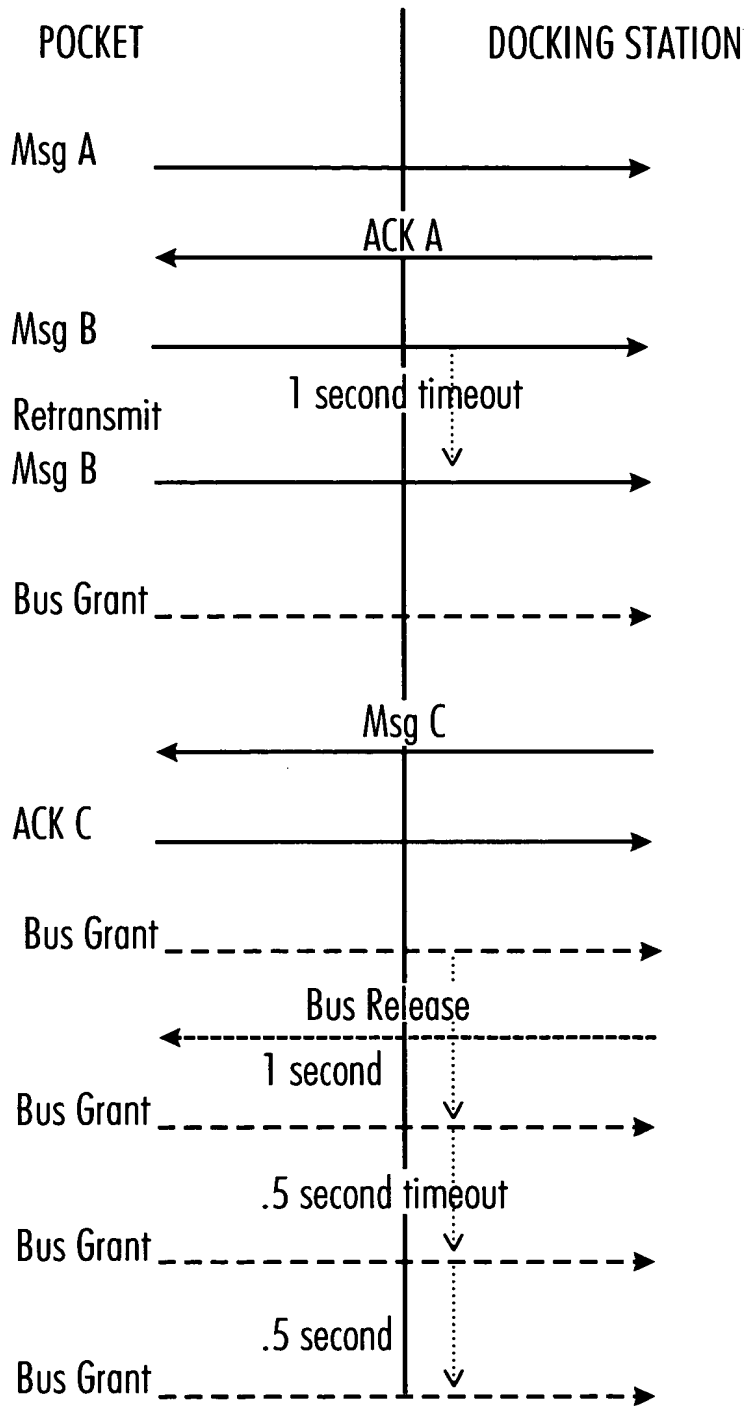 POCKET
DOCKING STATION
Msg A
ACK A
Msg B
1 second timeout
Retransmit
Msg B
Bus Grant
Msg C
ACK C
Bus Grant
Bus Release
1 second
Bus Grant
.5 second timeout
Bus Grant
.5 second
Bus Grant